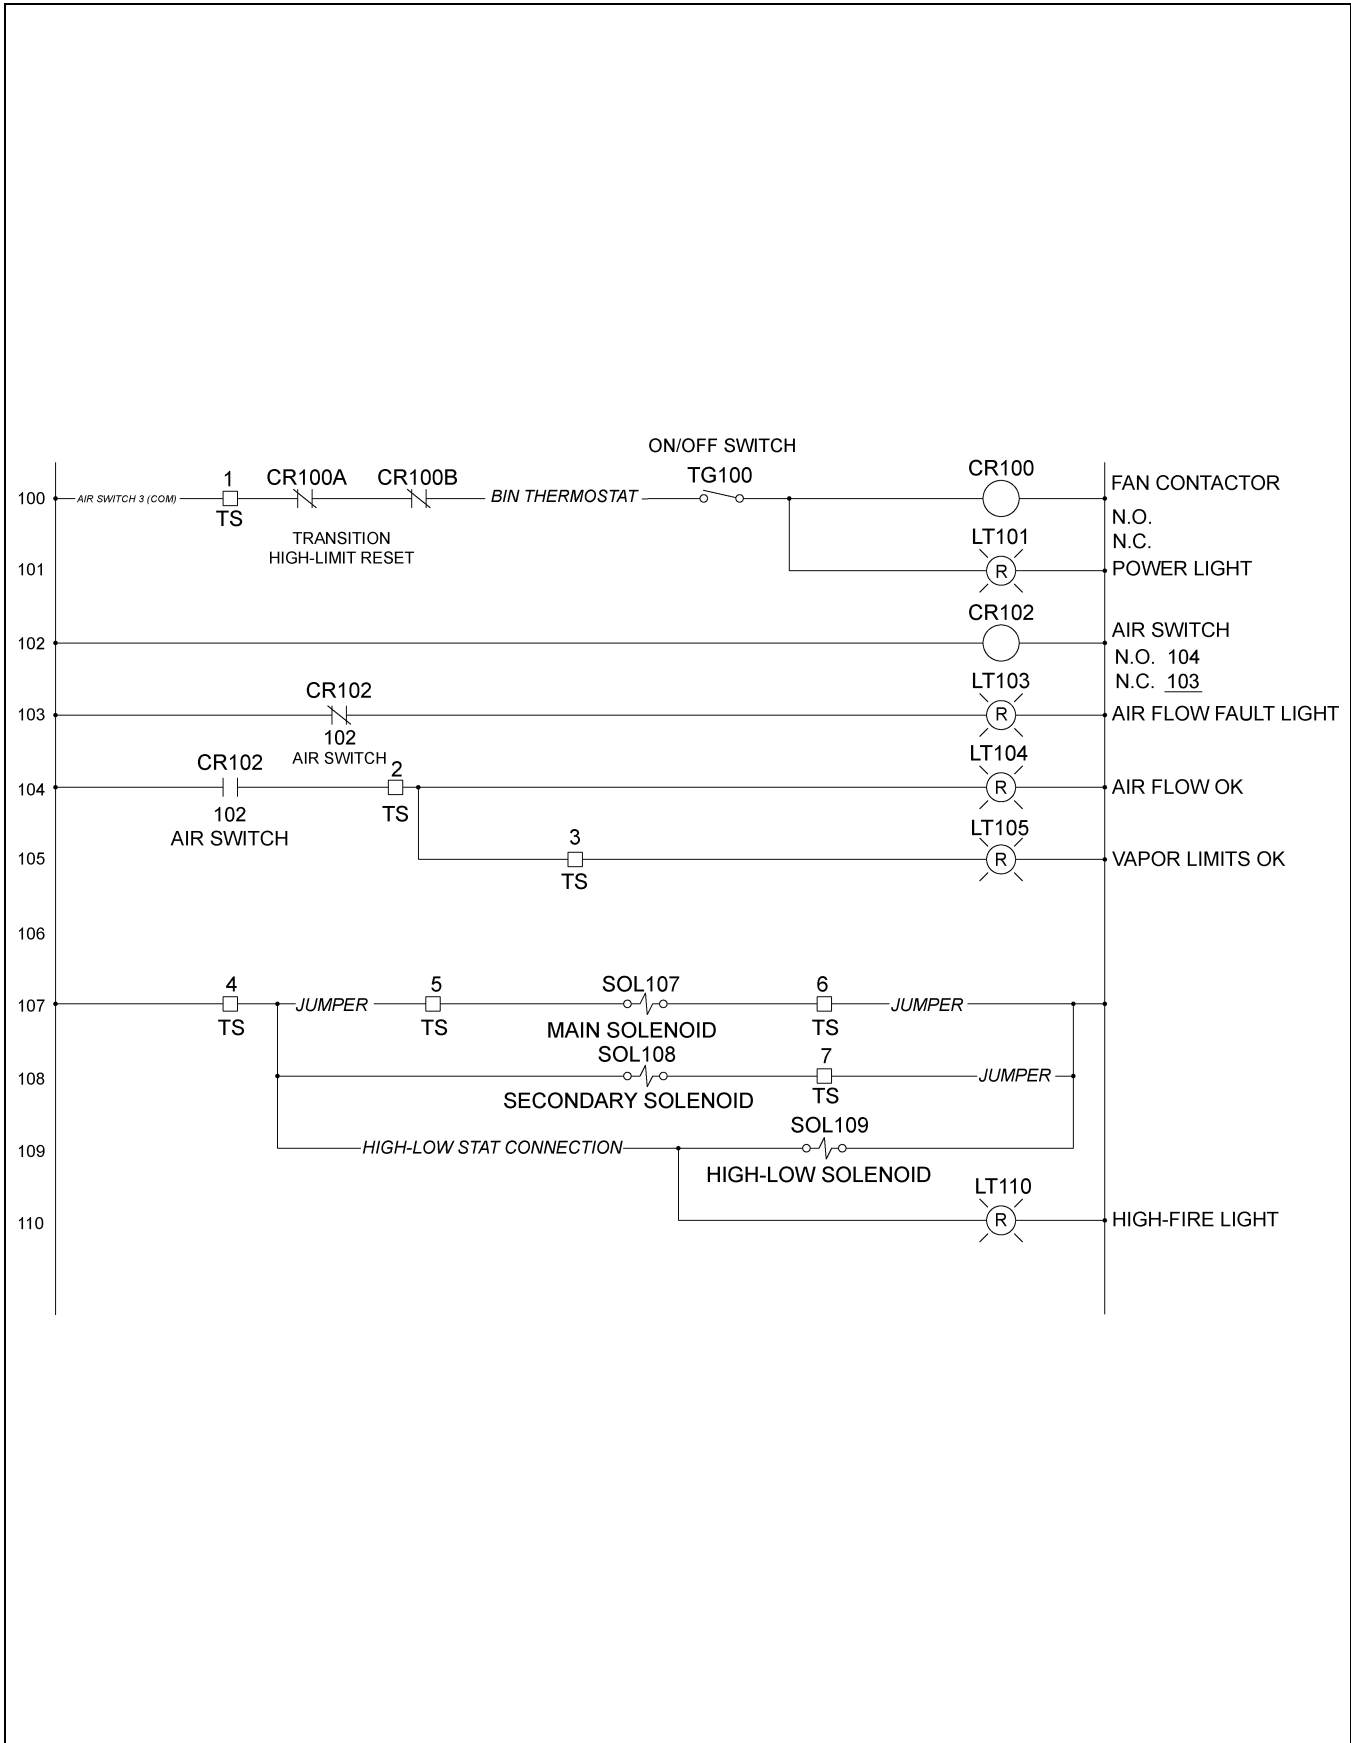 ON/OFF SWITCH
1 CR100A CR100B TG100 CR100
100 AIR SWITCH 3 (COM) BIN THERMOSTAT FAN CONTACTOR
TS
N.O.
TRANSITION LT101 N.C.
HIGH-LIMIT RESET
101 R POWER LIGHT
CR102
AIR SWITCH
102
N.O. 104
CR102 LT103 N.C. 103
103 R AIR FLOW FAULT LIGHT
102
AIR SWITCH
CR102 2 LT104
104 R AIR FLOW OK
102 TS
AIR SWITCH
3 LT105
105 R VAPOR LIMITS OK
TS
106
4 5 SOL107 6
107 JUMPER JUMPER
TS TS MAIN SOLENOID TS
SOL108 7
108 JUMPER
SECONDARY SOLENOID TS
SOL109
109 HIGH-LOW STAT CONNECTION
HIGH-LOW SOLENOID
LT110
110 R HIGH-FIRE LIGHT